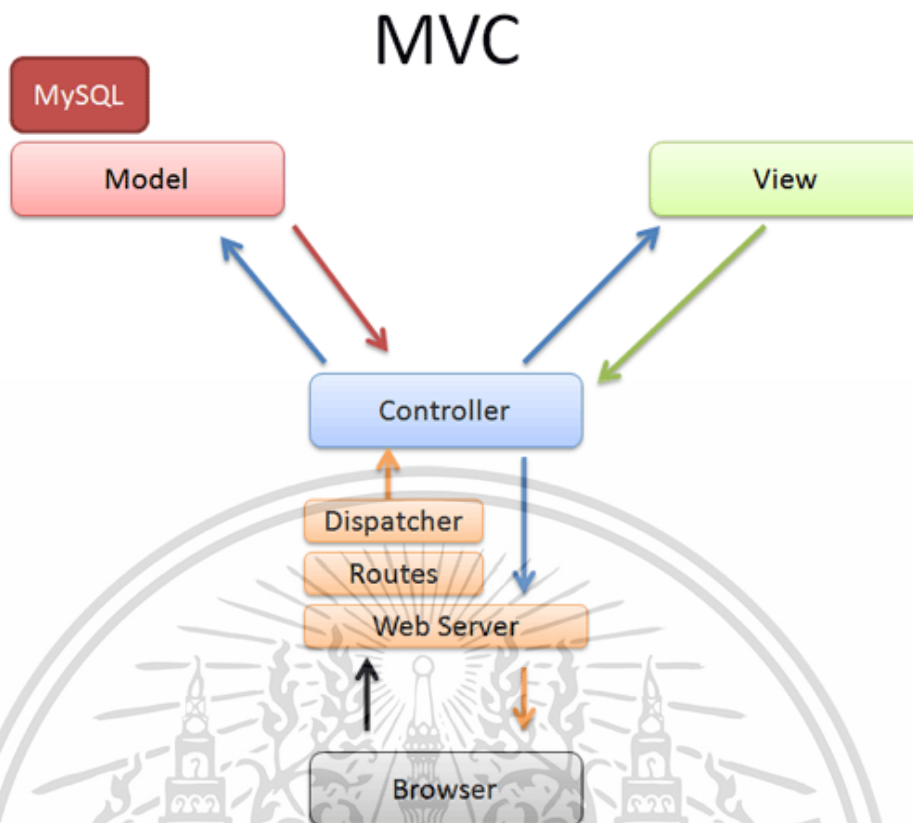 MVC
MySQL
Model
View
Controller
Dispatcher
Routes
Web Server
Browser